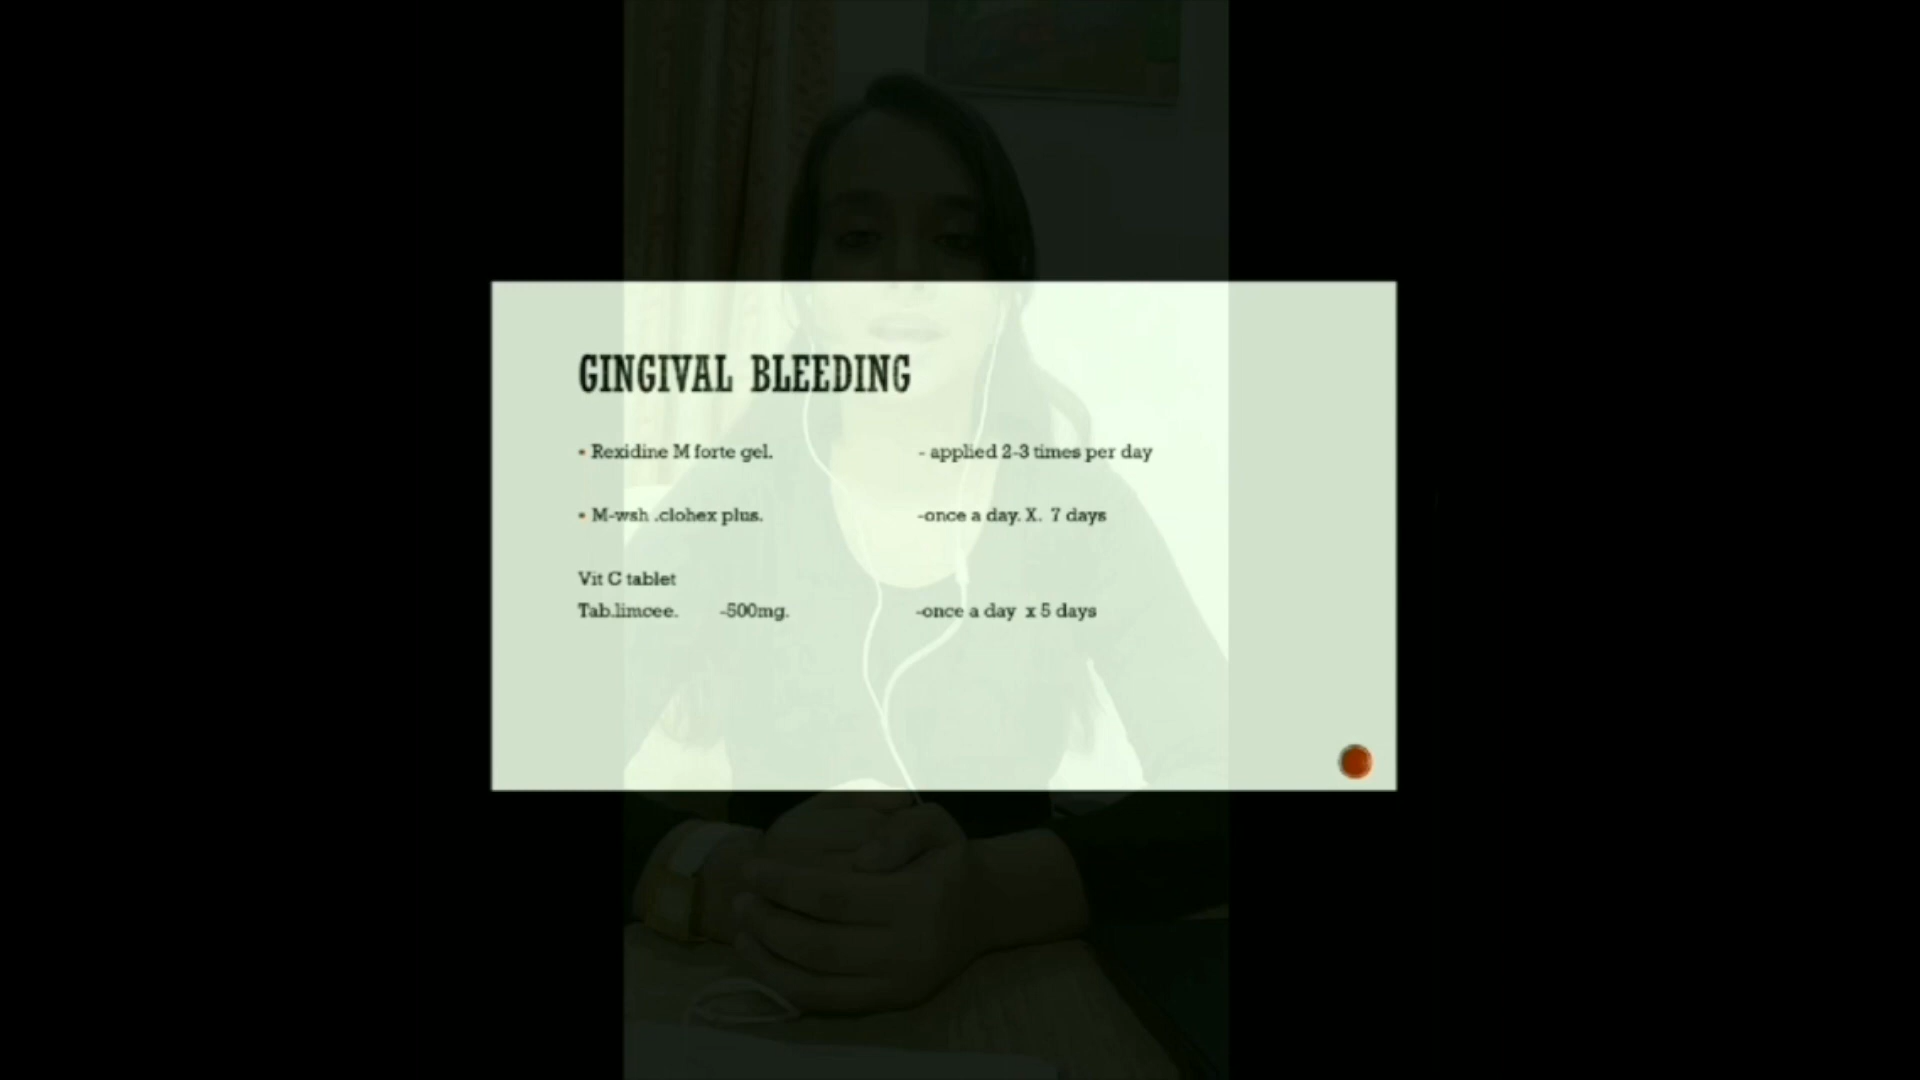 GINGIVAL BLEEDING
• Rexidine M forte gel. - applied 2-3 times per day
• M-wsh .clohex plus. -once a day. X. 7 days
Vit C tablet
Tab.limcee. -500mg. -once a day x 5 days